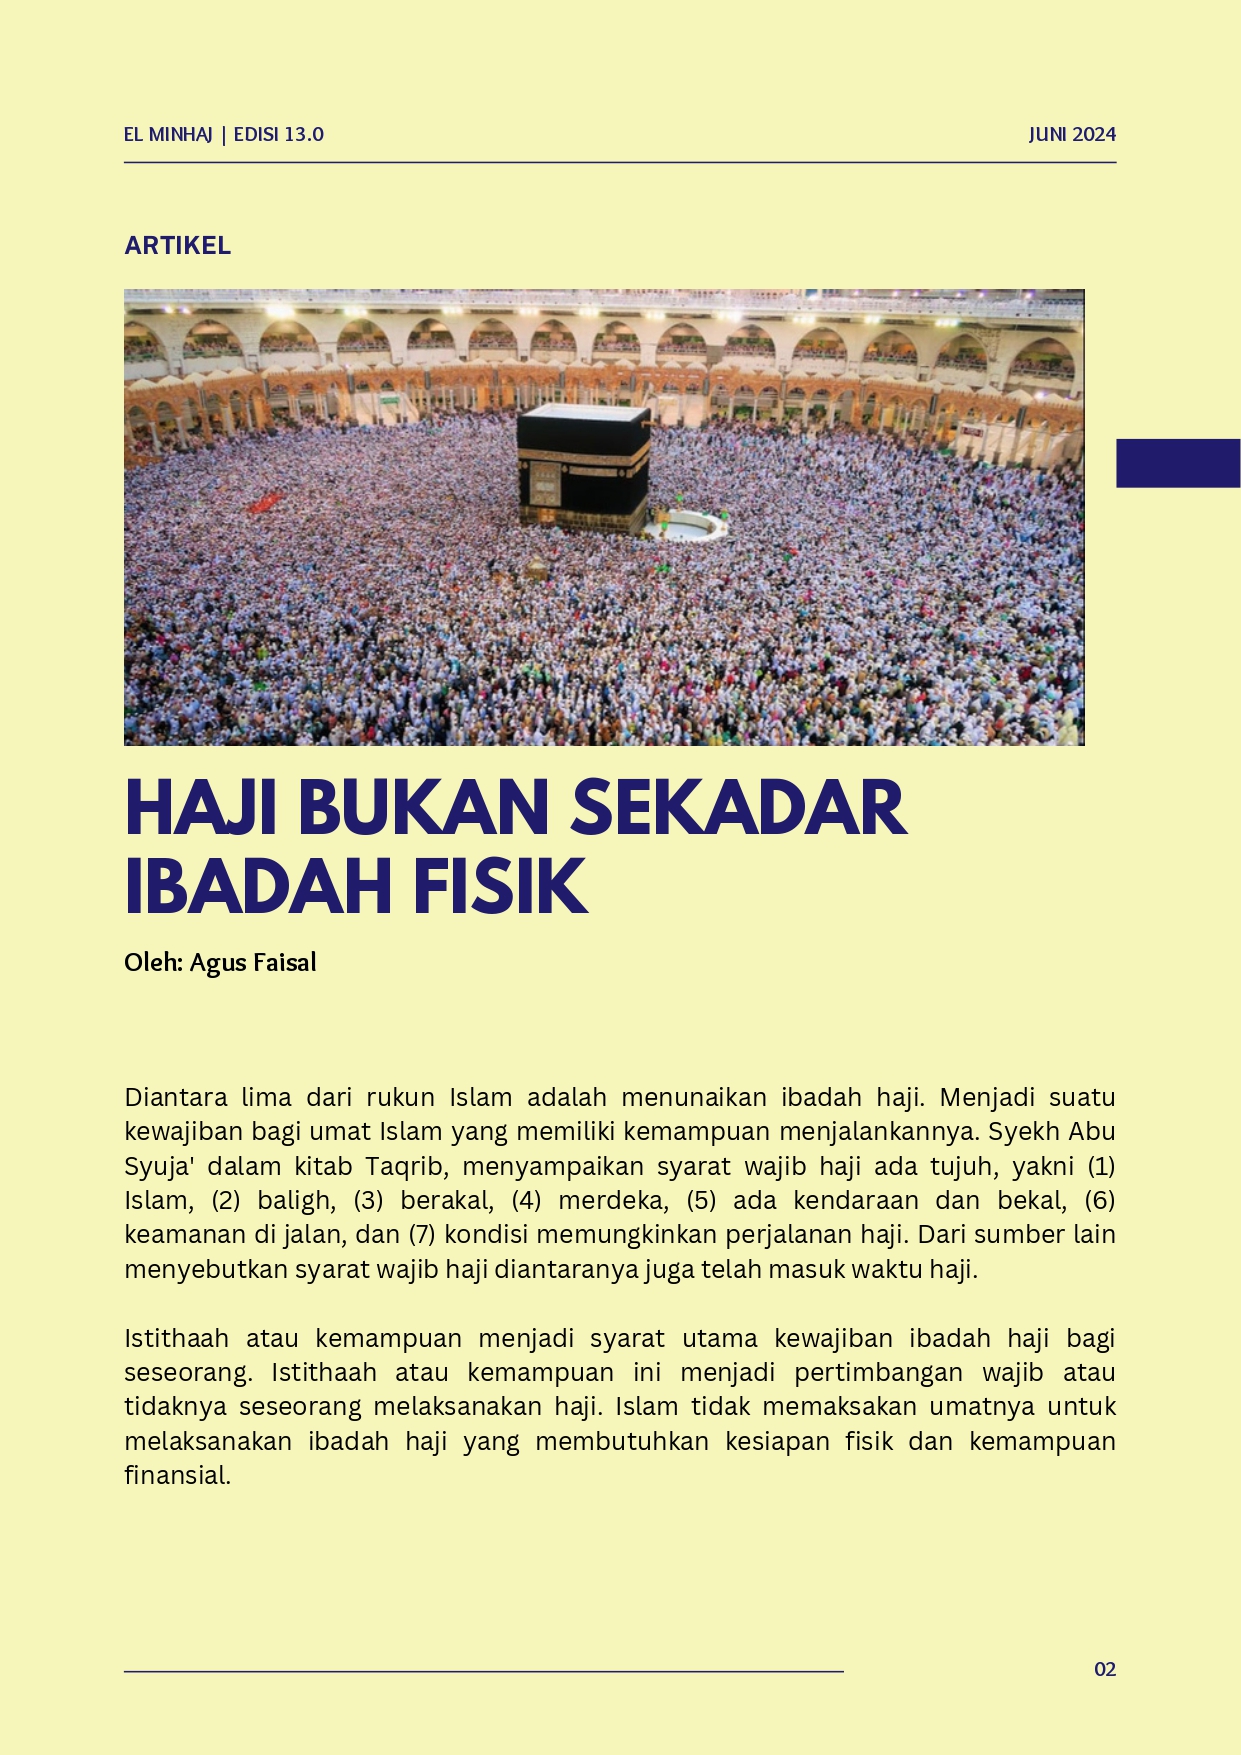 EL MINHAJ | EDISI 13.0
JUNI 2024
ARTIKEL
HAJI BUKAN SEKADAR
IBADAH FISIK
Oleh: Agus Faisal
Diantara lima dari rukun Islam adalah menunaikan ibadah haji. Menjadi suatu
kewajiban bagi umat Islam yang memiliki kemampuan menjalankannya. Syekh Abu
Syuja' dalam kitab Taqrib, menyampaikan syarat wajib haji ada tujuh, yakni (1)
Islam, (2) baligh, (3) berakal, (4) merdeka, (5) ada kendaraan dan bekal, (6)
keamanan di jalan, dan (7) kondisi memungkinkan perjalanan haji. Dari sumber lain
menyebutkan syarat wajib haji diantaranya juga telah masuk waktu haji.
Istithaah atau kemampuan menjadi syarat utama kewajiban ibadah haji bagi
seseorang. Istithaah atau kemampuan ini menjadi pertimbangan wajib atau
tidaknya seseorang melaksanakan haji. Islam tidak memaksakan umatnya untuk
melaksanakan ibadah haji yang membutuhkan kesiapan fisik dan kemampuan
finansial.
02